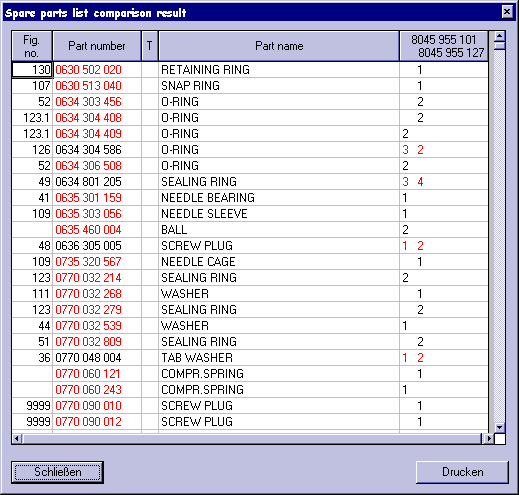 Spare parts list comparison result
Fig. no. Part number T Part name 8045 955 101 8045 955 127
130 0630 502 020 RETAINING RING 1
107 0630 513 040 SNAP RING 1
52 0634 303 456 O-RING 2
123.1 0634 304 408 O-RING 2
123.1 0634 304 409 O-RING 2
126 0634 304 586 O-RING 3 2
52 0634 306 508 O-RING 2
49 0634 801 205 SEALING RING 3 4
41 0635 301 159 NEEDLE BEARING 1
109 0635 303 056 NEEDLE SLEEVE 1
0635 460 004 BALL 2
48 0636 305 005 SCREW PLUG 1 2
109 0735 320 567 NEEDLE CAGE 1
123 0770 032 214 SEALING RING 2
111 0770 032 268 WASHER 1
123 0770 032 279 SEALING RING 2
44 0770 032 539 WASHER 1
51 0770 032 809 SEALING RING 2
36 0770 048 004 TAB WASHER 1 2
0770 060 121 COMPR.SPRING 1
0770 060 243 COMPR.SPRING 1
9999 0770 090 010 SCREW PLUG 1
9999 0770 090 012 SCREW PLUG 1
Schließen Drucken